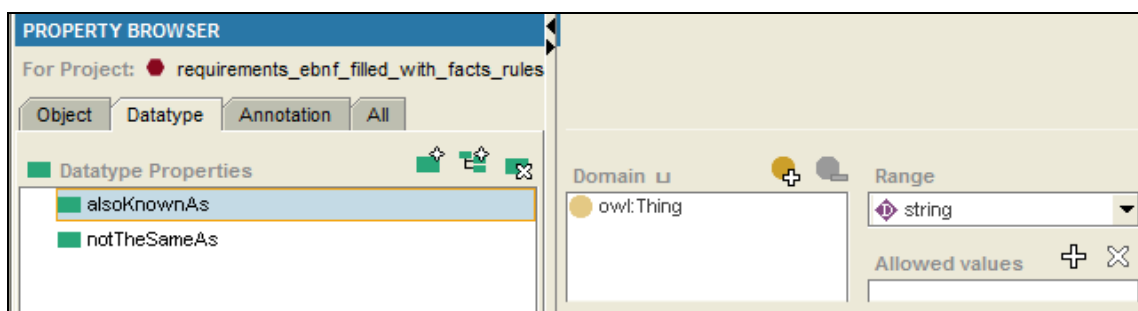 PROPERTY BROWSER
For Project: requirements_ebnf_filled_with_facts_rules
Object Datatype Annotation All
Datatype Properties
alsoKnownAs
notTheSameAs
Domain ⊔
owl:Thing
Range
string
Allowed values